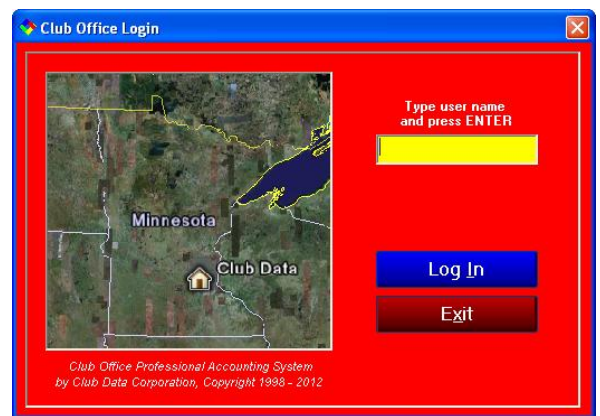 Club Office Login
Type user name
and press ENTER
Minnesota
Club Data
Log In
Exit
Club Office Professional Accounting System
by Club Data Corporation, Copyright 1998 - 2012